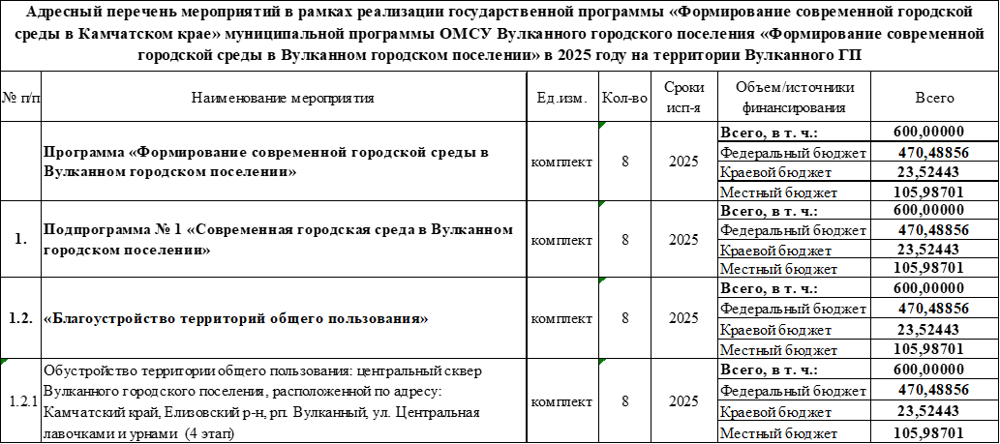 Адресный перечень мероприятий в рамках реализации государственной программы «Формирование современной городской
среды в Камчатском крае» муниципальной программы ОМСУ Вулканного городского поселения «Формирование современной
городской среды в Вулканном городском поселении» в 2025 году на территории Вулканного ГП
№ п/п Наименование мероприятия Ед.изм. Кол-во Сроки исп-я Объем/источники финансирования Всего
Программа «Формирование современной городской среды в
Вулканном городском поселении»
комплект 8 2025
Всего, в т. ч.: 600,00000
Федеральный бюджет 470,48856
Краевой бюджет 23,52443
Местный бюджет 105,98701
1. Подпрограмма № 1 «Современная городская среда в Вулканном
городском поселении»
комплект 8 2025
Всего, в т. ч.: 600,00000
Федеральный бюджет 470,48856
Краевой бюджет 23,52443
Местный бюджет 105,98701
1.2. «Благоустройство территорий общего пользования» комплект 8 2025
Всего, в т. ч.: 600,00000
Федеральный бюджет 470,48856
Краевой бюджет 23,52443
Местный бюджет 105,98701
1.2.1 Обустройство территории общего пользования: центральный сквер
Вулканного городского поселения, расположенной по адресу:
Камчатский край, Елизовский р-н, рп. Вулканный, ул. Центральная
лавочками и урнами (4 этап)
комплект 8 2025
Всего, в т. ч.: 600,00000
Федеральный бюджет 470,48856
Краевой бюджет 23,52443
Местный бюджет 105,98701